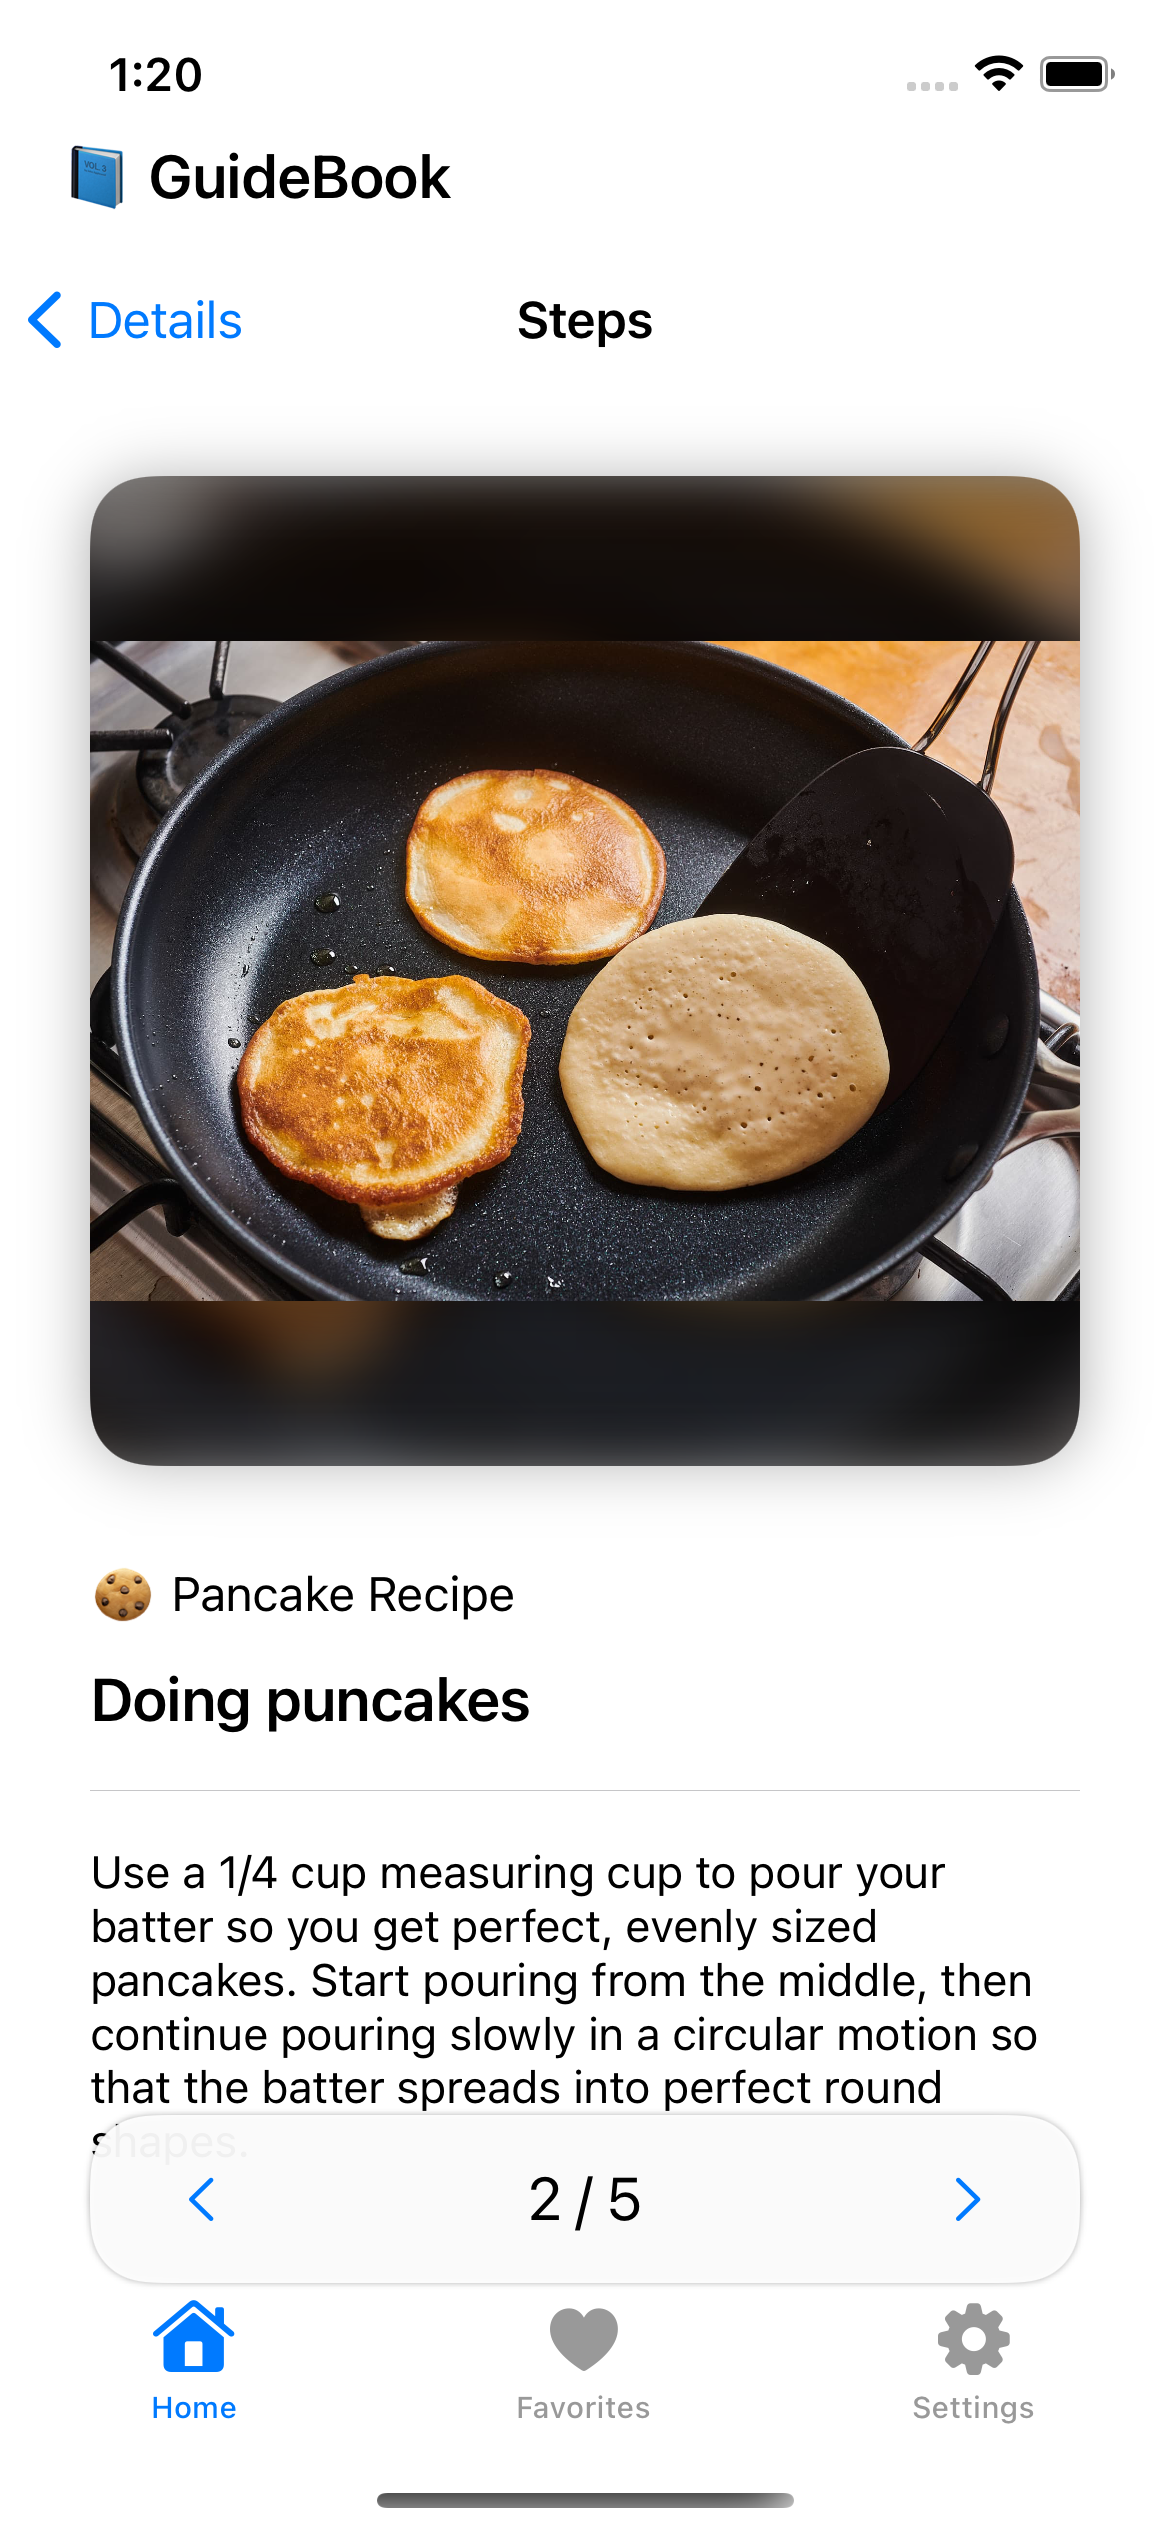 1:20
VOL. 3
GuideBook
Details
Steps
Pancake Recipe
Doing puncakes
Use a 1/4 cup measuring cup to pour your
batter so you get perfect, evenly sized
pancakes. Start pouring from the middle, then
continue pouring slowly in a circular motion so
that the batter spreads into perfect round
shapes.
2 / 5
Home
Favorites
Settings